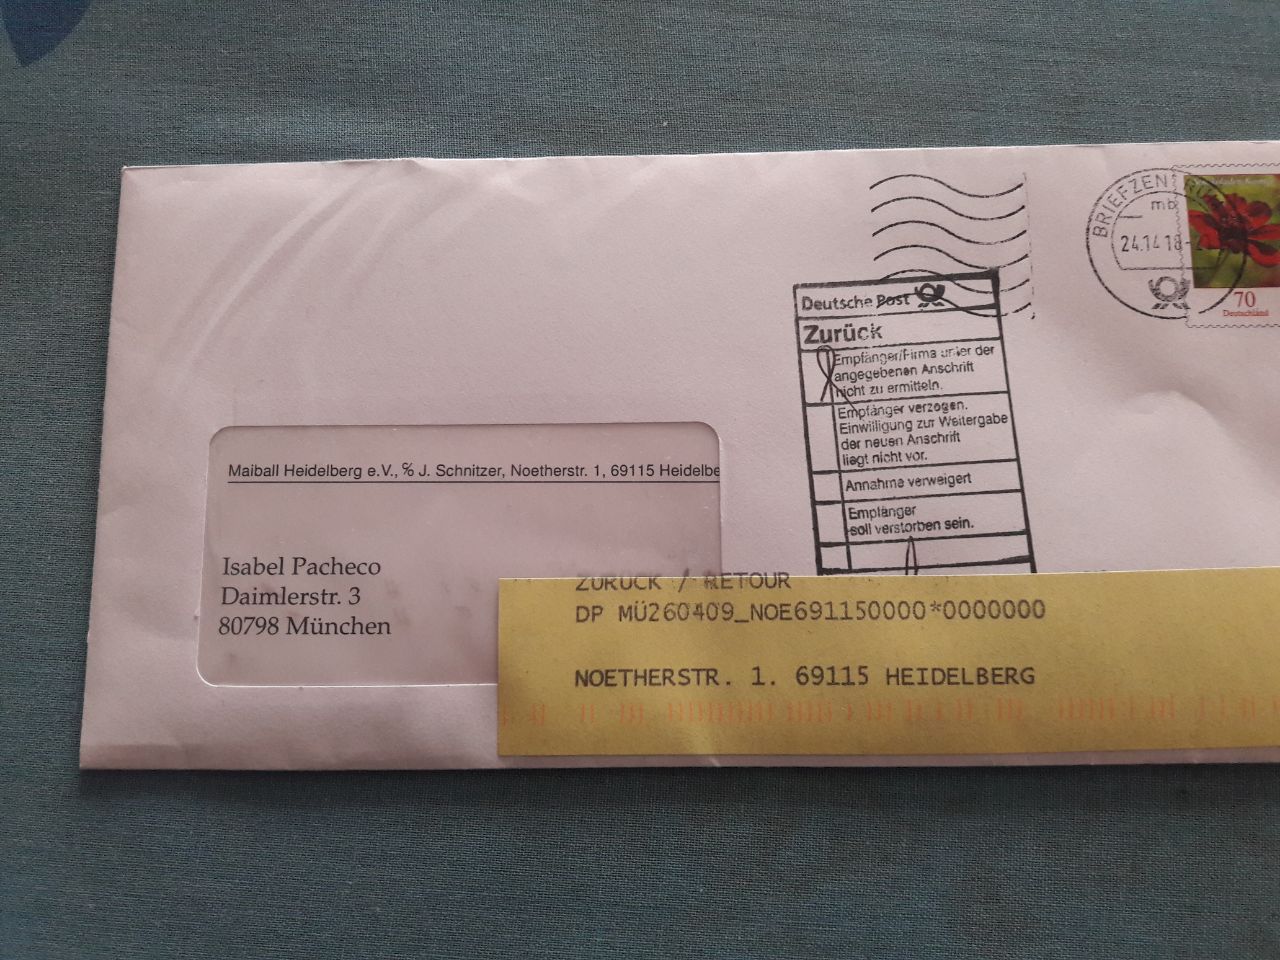 BRIEFZENTRUM
mb
24.14 18
70
Deutschland
Deutsche Post
Zurück
Empfänger/Firma unter der
angegebenen Anschrift
nicht zu ermitteln.
Empfänger verzogen.
Einwilligung zur Weitergabe
der neuen Anschrift
liegt nicht vor.
Annahme verweigert
Empfänger
soll verstorben sein.
Maiball Heidelberg e.V., c/o J. Schnitzer, Noetherstr. 1, 69115 Heidelbe
Isabel Pacheco
Daimlerstr. 3
80798 München
ZURÜCK / RETOUR
DP MÜ260409_NOE691150000*0000000
NOETHERSTR. 1. 69115 HEIDELBERG